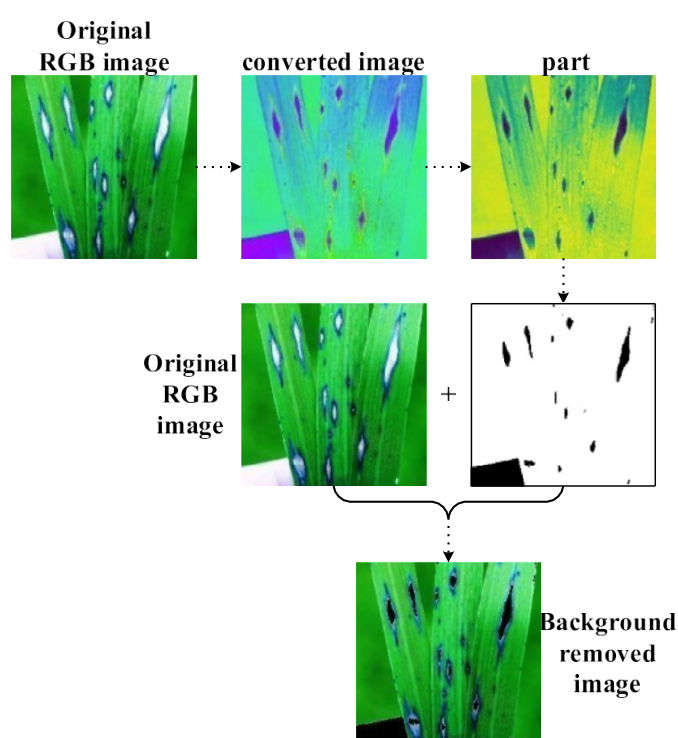 Original
RGB image
converted image
part
Original
RGB
image
+
Background
removed
image